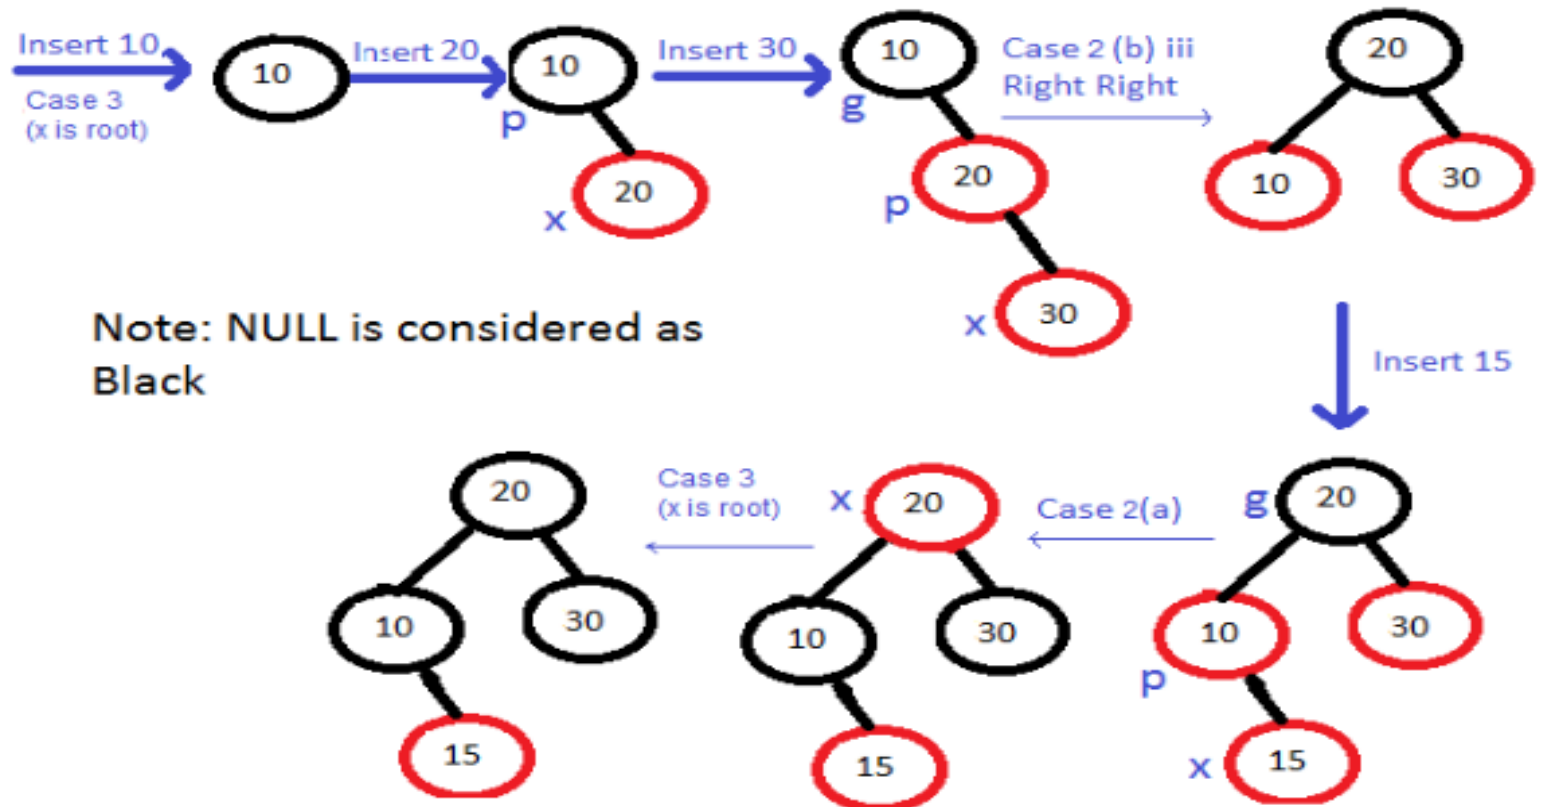 Insert 10
Case 3
(x is root)
10
Insert 20
10
p
20
x
Insert 30
10
g
20
p
30
x
Case 2 (b) iii
Right Right
20
10
30
Note: NULL is considered as
Black
Insert 15
20
g
10
p
30
15
x
Case 2(a)
x
20
10
30
15
Case 3
(x is root)
20
10
30
15